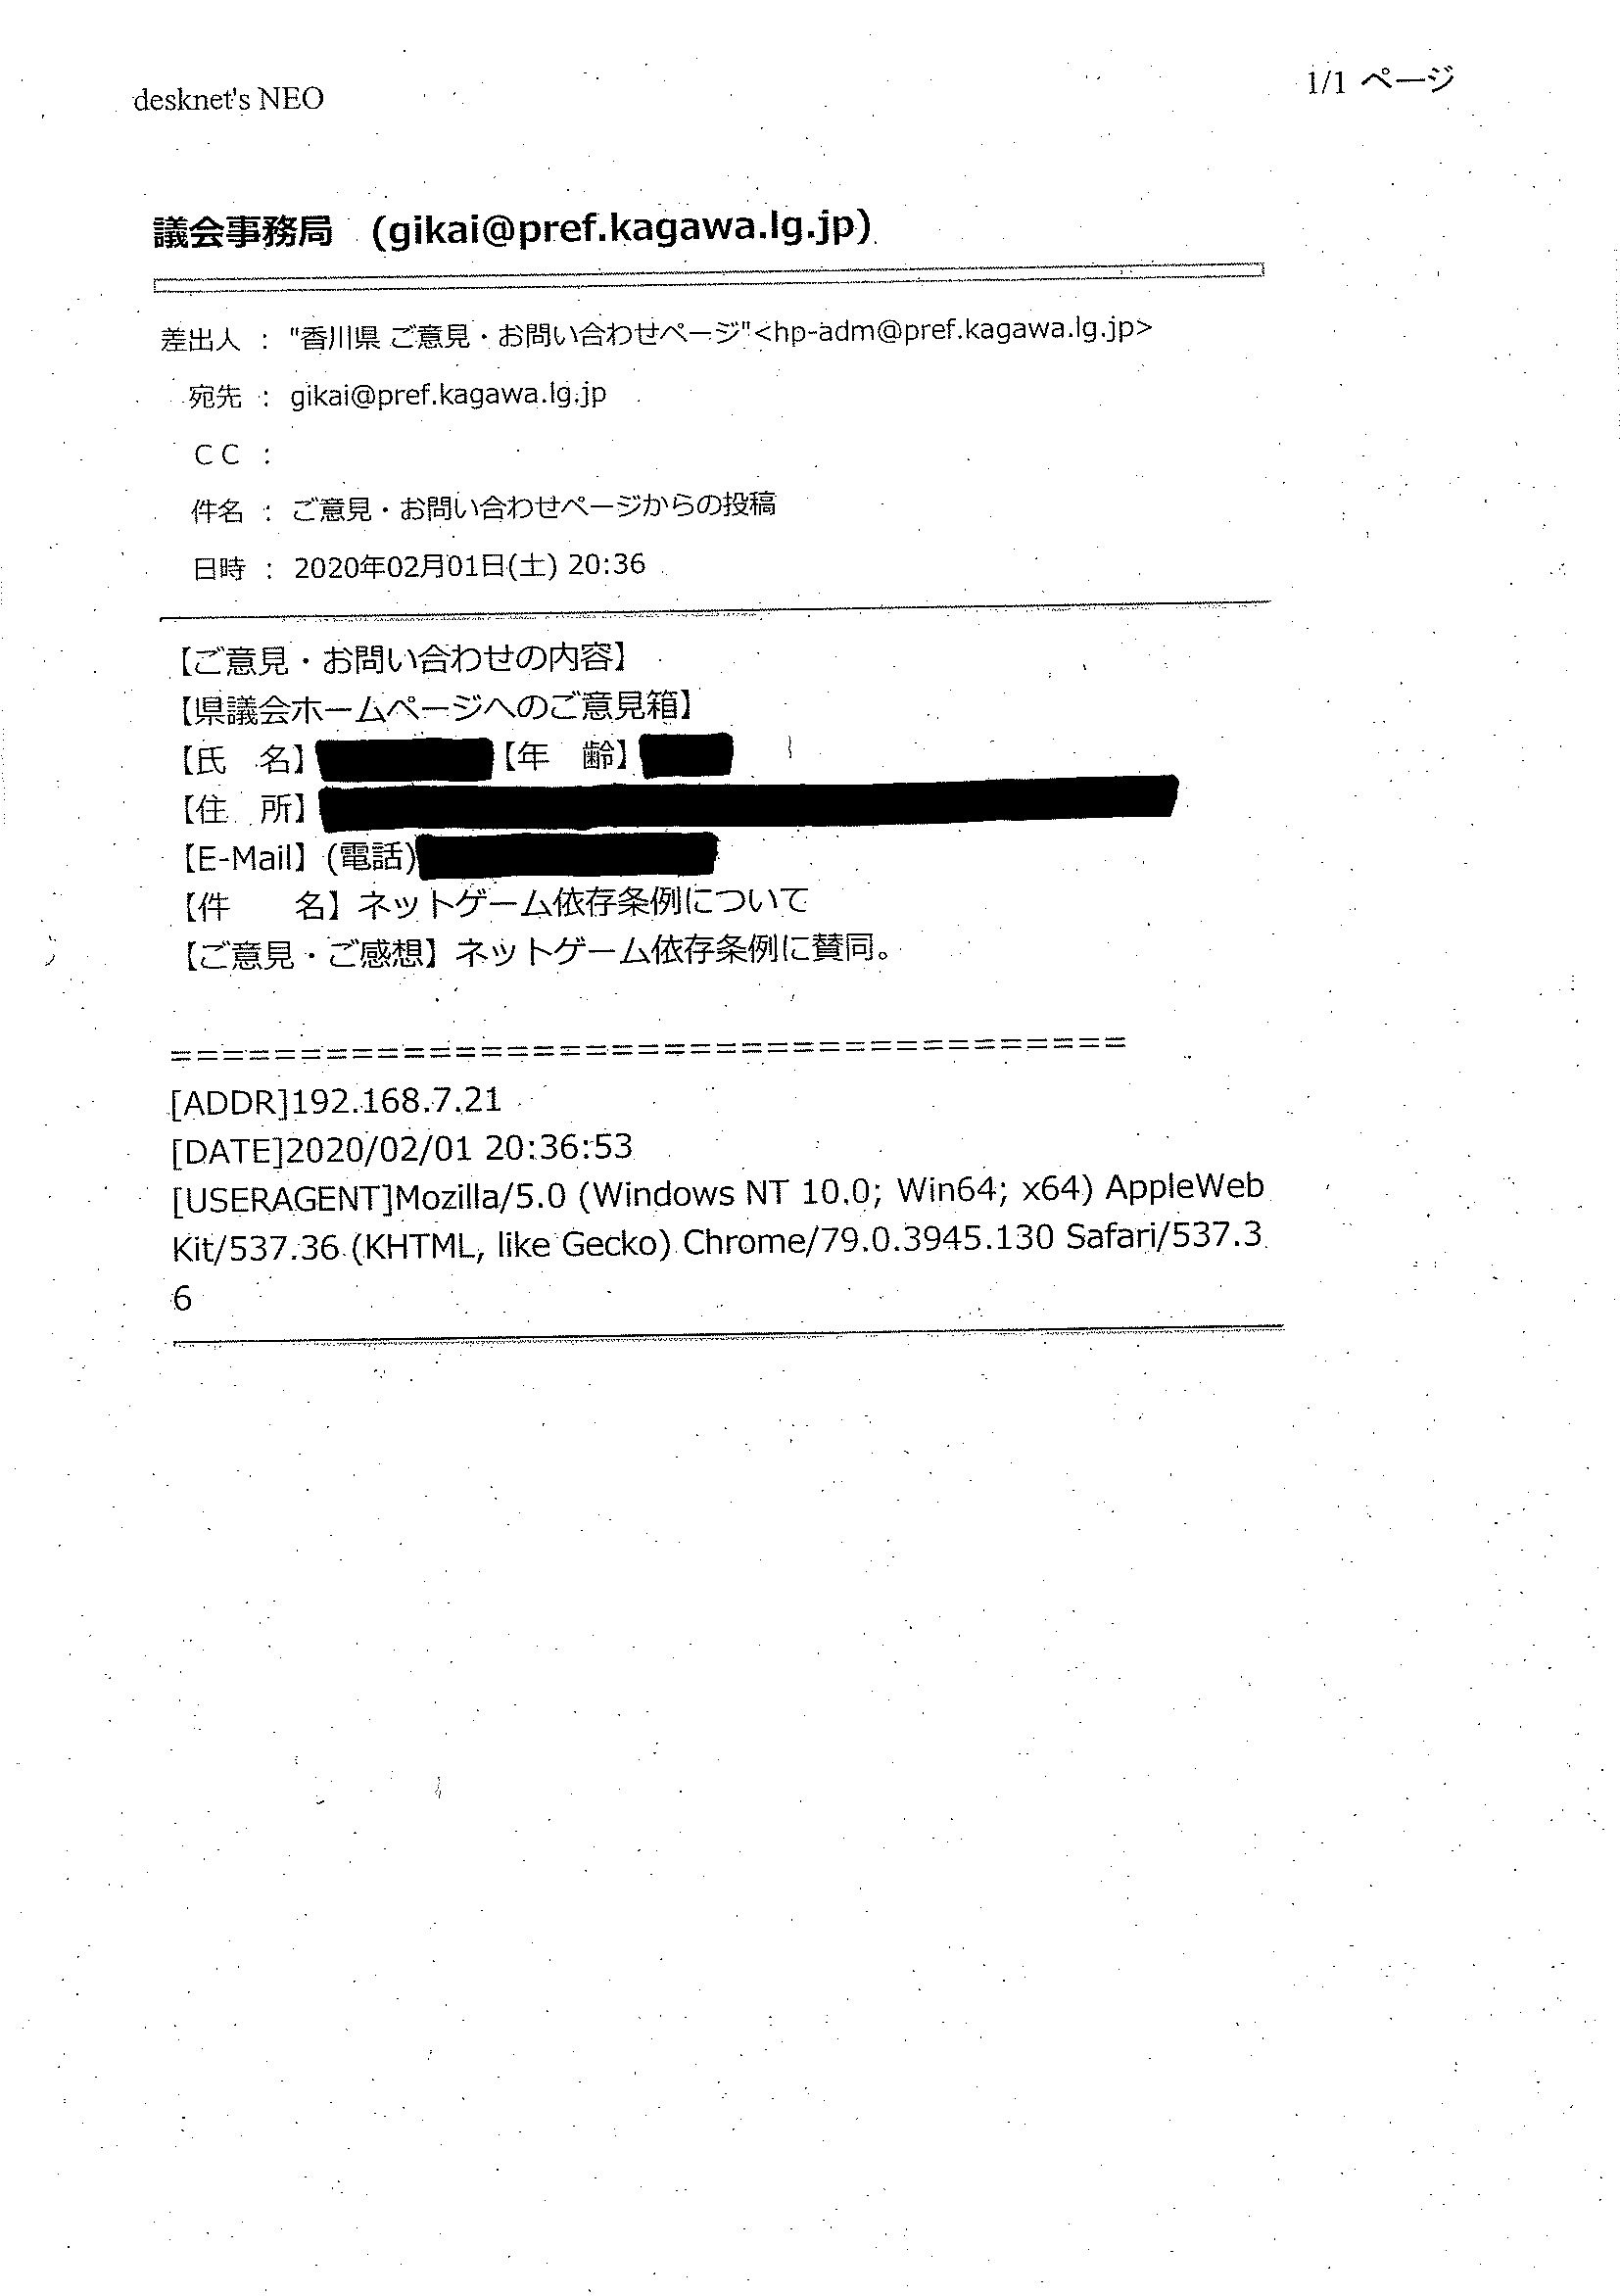 desknet's NEO
1/1 ページ
議会事務局 (gikai@pref.kagawa.lg.jp)
差出人 : "香川県 ご意見・お問い合わせページ"<hp-adm@pref.kagawa.lg.jp>
宛先 : gikai@pref.kagawa.lg.jp
CC :
件名 : ご意見・お問い合わせページからの投稿
日時 : 2020年02月01日(土) 20:36
【ご意見・お問い合わせの内容】
【県議会ホームページへのご意見箱】
【氏 名】【年 齢】
【住 所】
【E-Mail】(電話)
【件 名】ネットゲーム依存条例について
【ご意見・ご感想】ネットゲーム依存条例に賛同。
=====================================
[ADDR]192.168.7.21
[DATE]2020/02/01 20:36:53
[USERAGENT]Mozilla/5.0 (Windows NT 10.0; Win64; x64) AppleWeb
Kit/537.36 (KHTML, like Gecko) Chrome/79.0.3945.130 Safari/537.3
6